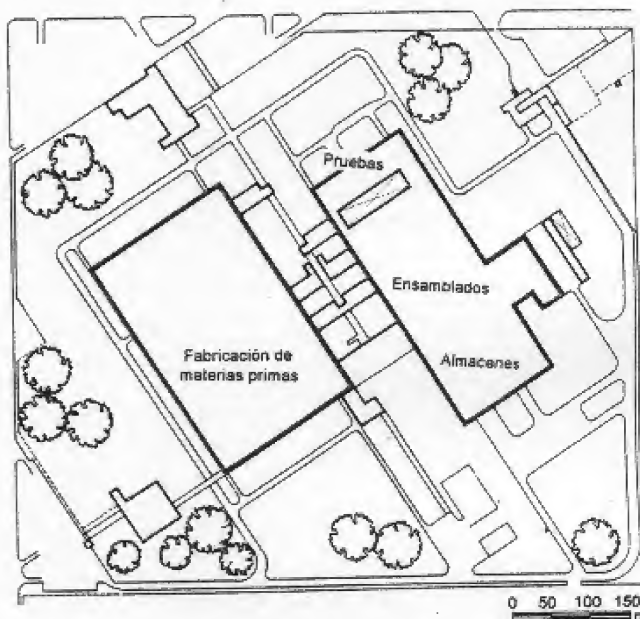 Pruebas
Ensamblados
Fabricación de
materias primas
Almacenes
0 50 100 150